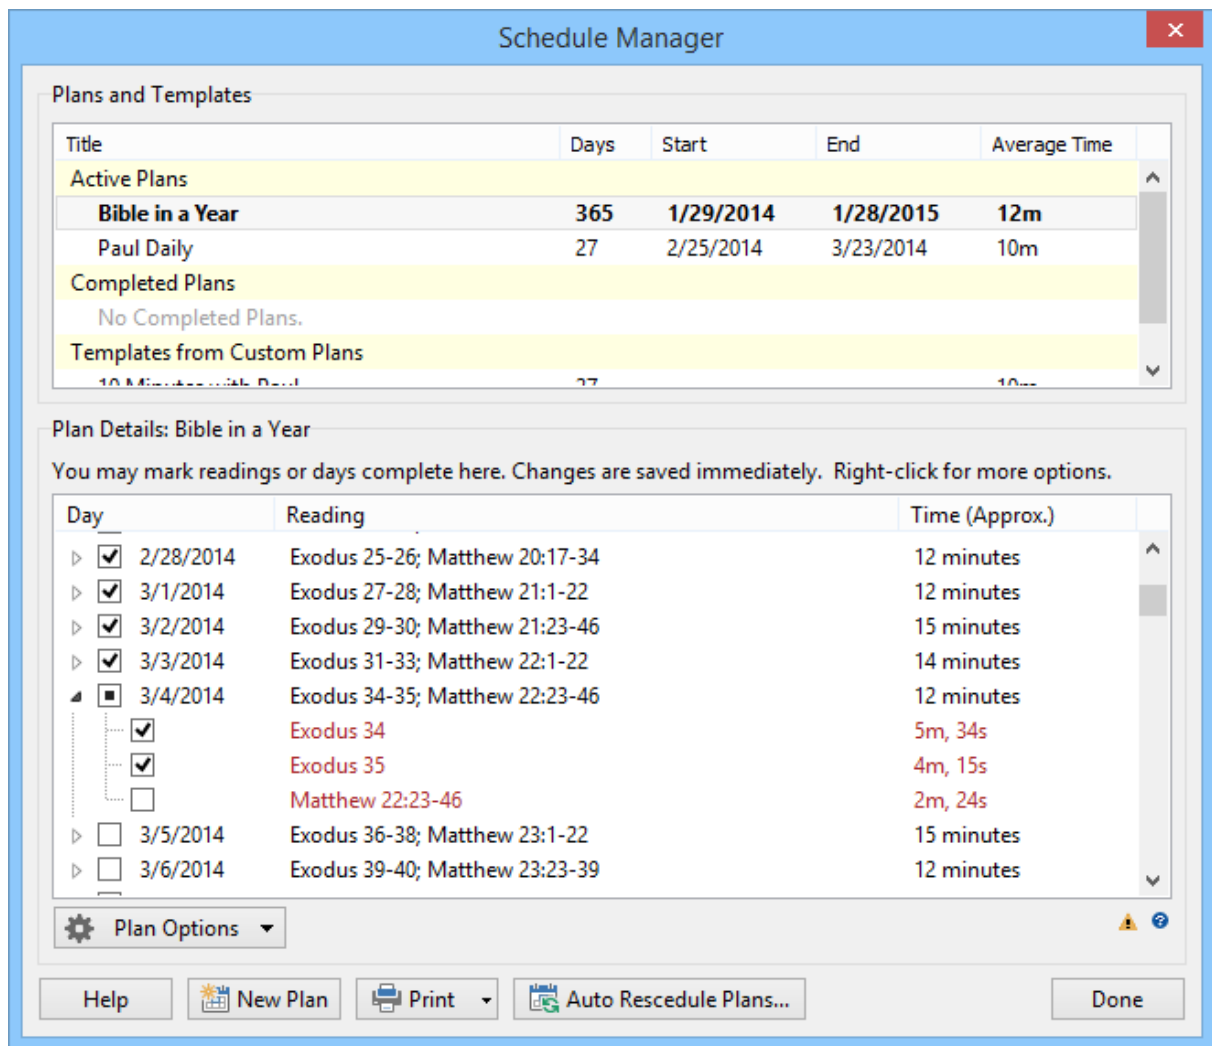 Schedule Manager
Plans and Templates
Title Days Start End Average Time
Active Plans
Bible in a Year 365 1/29/2014 1/28/2015 12m
Paul Daily 27 2/25/2014 3/23/2014 10m
Completed Plans
No Completed Plans.
Templates from Custom Plans
10 Minutes with Paul 27 10m
Plan Details: Bible in a Year
You may mark readings or days complete here. Changes are saved immediately. Right-click for more options.
Day Reading Time (Approx.)
2/28/2014 Exodus 25-26; Matthew 20:17-34 12 minutes
3/1/2014 Exodus 27-28; Matthew 21:1-22 12 minutes
3/2/2014 Exodus 29-30; Matthew 21:23-46 15 minutes
3/3/2014 Exodus 31-33; Matthew 22:1-22 14 minutes
3/4/2014 Exodus 34-35; Matthew 22:23-46 12 minutes
Exodus 34 5m, 34s
Exodus 35 4m, 15s
Matthew 22:23-46 2m, 24s
3/5/2014 Exodus 36-38; Matthew 23:1-22 15 minutes
3/6/2014 Exodus 39-40; Matthew 23:23-39 12 minutes
Plan Options
Help New Plan Print Auto Rescedule Plans... Done